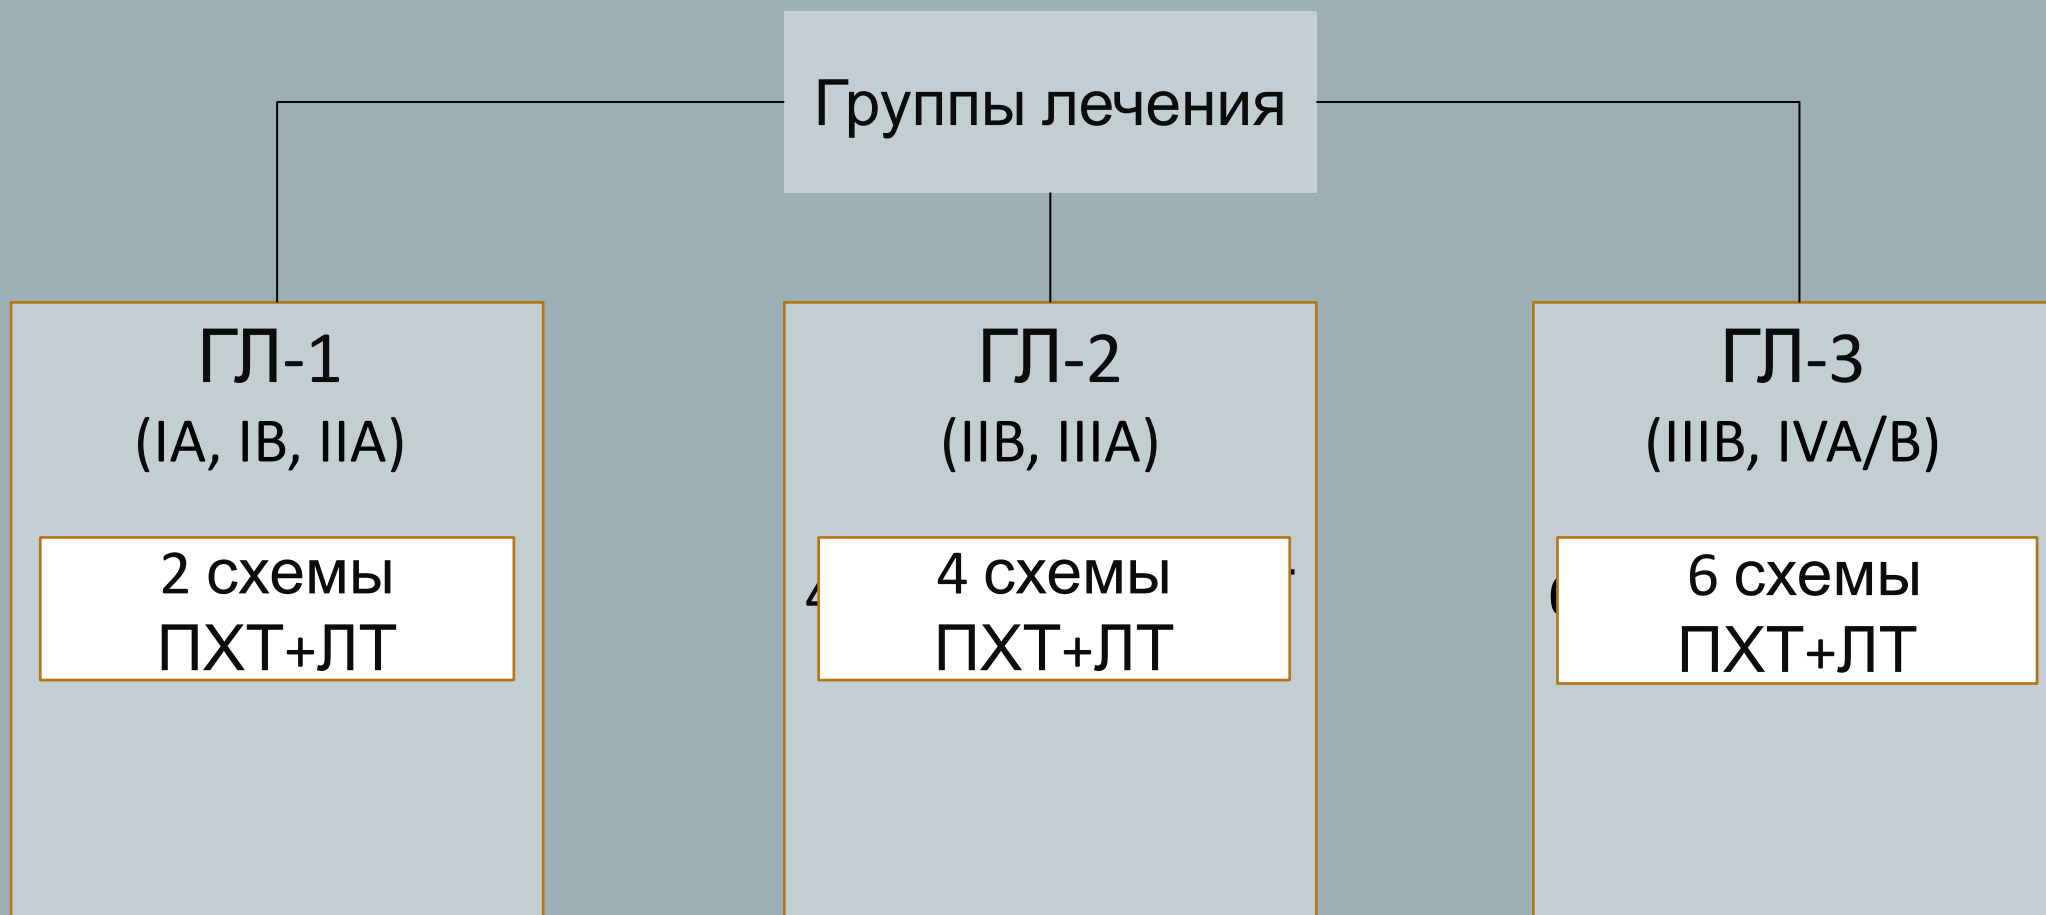 Группы лечения
ГЛ-1
(IA, IB, IIA)
2 схемы
ПХТ+ЛТ
ГЛ-2
(IIB, IIIA)
4 схемы
ПХТ+ЛТ
ГЛ-3
(IIIB, IVA/B)
6 схемы
ПХТ+ЛТ